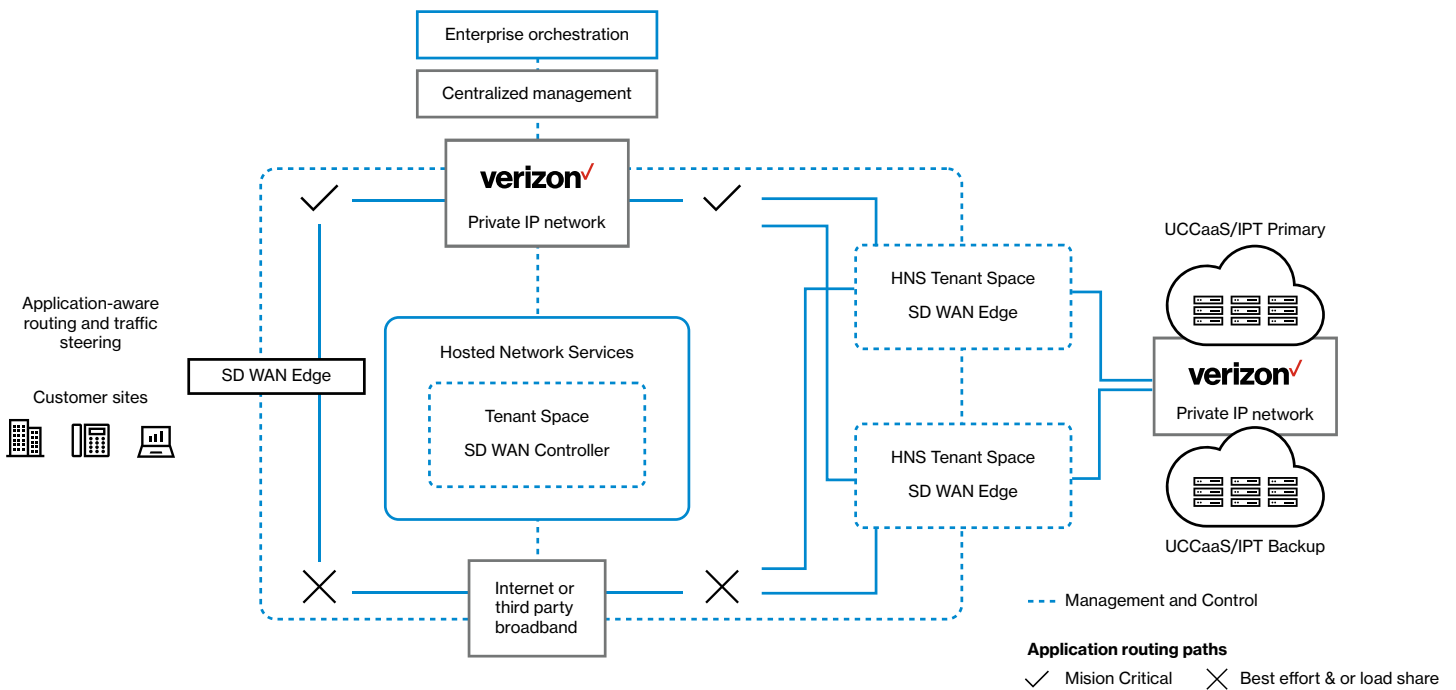 Enterprise orchestration
Centralized management
verizon
Private IP network
Application-aware
routing and traffic
steering
SD WAN Edge
Customer sites
Hosted Network Services
Tenant Space
SD WAN Controller
Internet or
third party
broadband
HNS Tenant Space
SD WAN Edge
HNS Tenant Space
SD WAN Edge
UCCaaS/IPT Primary
verizon
Private IP network
UCCaaS/IPT Backup
Management and Control
Application routing paths
Mision Critical
Best effort & or load share